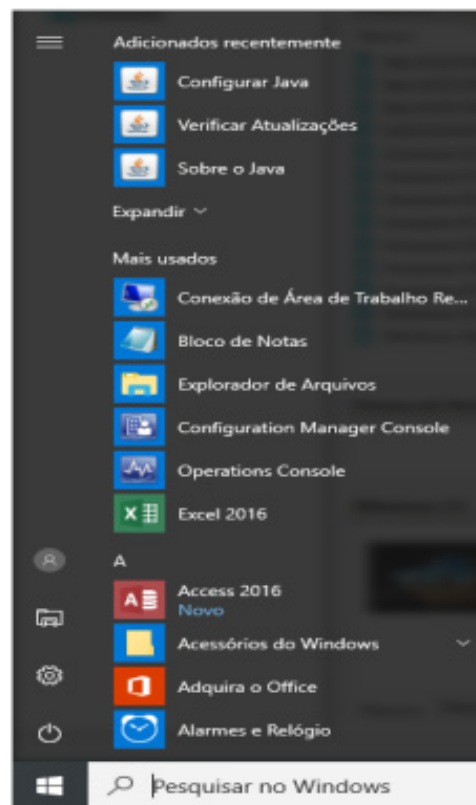 Adicionados recentemente
Configurar Java
Verificar Atualizações
Sobre o Java
Expandir
Mais usados
Conexão de Área de Trabalho Re...
Bloco de Notas
Explorador de Arquivos
Configuration Manager Console
Operations Console
Excel 2016
A
Access 2016
Novo
Acessórios do Windows
Adquira o Office
Alarmes e Relógio
Pesquisar no Windows